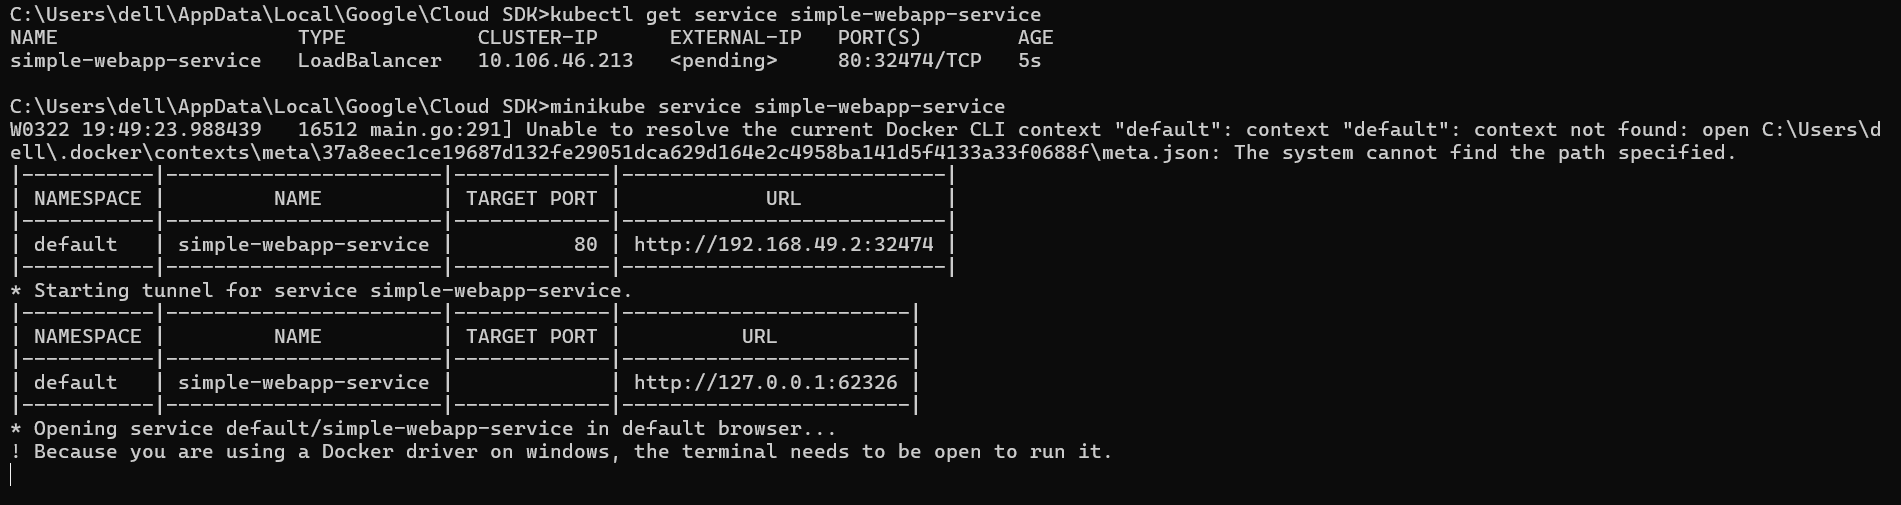 C:\Users\dell\AppData\Local\Google\Cloud SDK>kubectl get service simple-webapp-service
NAME                    TYPE           CLUSTER-IP      EXTERNAL-IP   PORT(S)        AGE
simple-webapp-service   LoadBalancer   10.106.46.213   <pending>     80:32474/TCP   5s

C:\Users\dell\AppData\Local\Google\Cloud SDK>minikube service simple-webapp-service
W0322 19:49:23.988439   16512 main.go:291] Unable to resolve the current Docker CLI context "default": context "default": context not found: open C:\Users\d
ell\.docker\contexts\meta\37a8eec1ce19687d132fe29051dca629d164e2c4958ba141d5f4133a33f0688f\meta.json: The system cannot find the path specified.
|-----------|-----------------------|-------------|---------------------------|
| NAMESPACE |         NAME          | TARGET PORT |            URL            |
|-----------|-----------------------|-------------|---------------------------|
| default   | simple-webapp-service |          80 | http://192.168.49.2:32474 |
|-----------|-----------------------|-------------|---------------------------|
* Starting tunnel for service simple-webapp-service.
|-----------|-----------------------|-------------|------------------------|
| NAMESPACE |         NAME          | TARGET PORT |          URL           |
|-----------|-----------------------|-------------|------------------------|
| default   | simple-webapp-service |             | http://127.0.0.1:62326 |
|-----------|-----------------------|-------------|------------------------|
* Opening service default/simple-webapp-service in default browser...
! Because you are using a Docker driver on windows, the terminal needs to be open to run it.